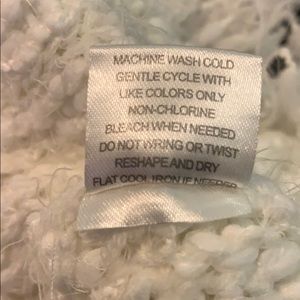 MACHINE WASH COLD
GENTLE CYCLE WITH
LIKE COLORS ONLY
NON-CHLORINE
BLEACH WHEN NEEDED
DO NOT WRING OR TWIST
RESHAPE AND DRY
FLAT COOL IRON IF NEEDED